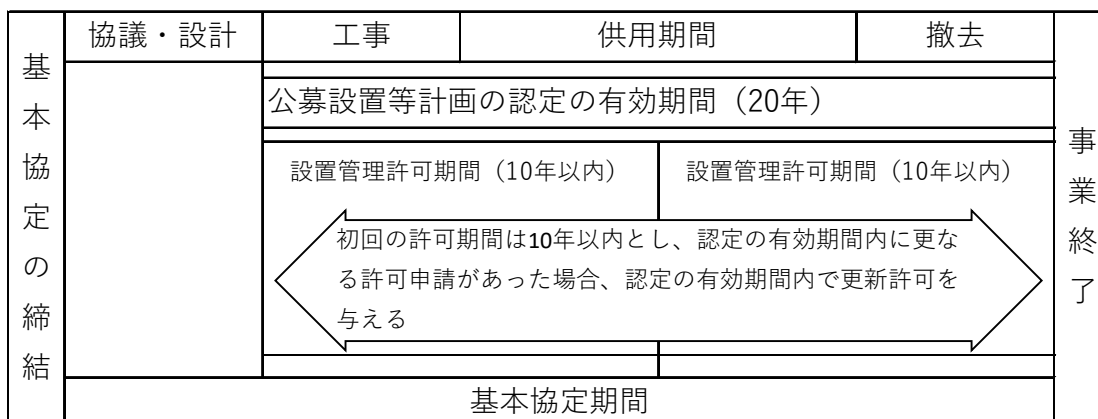 基本協定の締結
協議・設計
工事
供用期間
撤去
公募設置等計画の認定の有効期間（20年）
設置管理許可期間（10年以内）
設置管理許可期間（10年以内）
初回の許可期間は10年以内とし、認定の有効期間内に更な
る許可申請があった場合、認定の有効期間内で更新許可を
与える
基本協定期間
事業終了